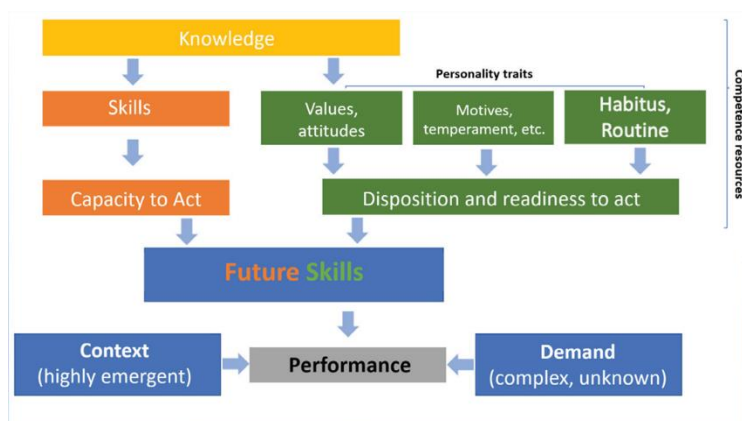 Knowledge
Personality traits
Skills
Values,
attitudes
Motives,
temperament, etc.
Habitus,
Routine
Competence resources
Capacity to Act
Disposition and readiness to act
Future Skills
Context
(highly emergent)
Performance
Demand
(complex, unknown)